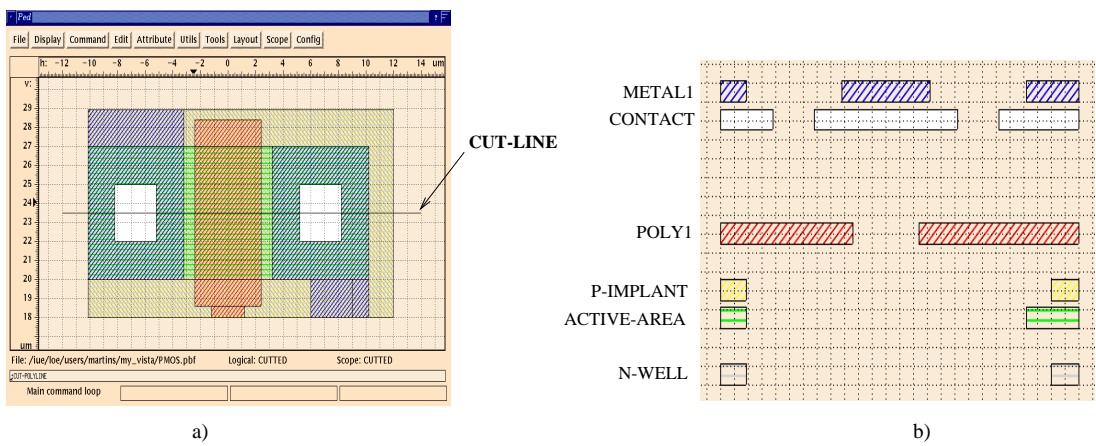 Ped
File Display Command Edit Attribute Utils Tools Layout Scope Config
h: -12 -10 -8 -6 -4 -2 0 2 4 6 8 10 12 14 um
v:
29
28
27
26
25
24
23
22
21
20
19
18
um
File: /iue/loe/users/martins/my_vista/PMOS.pbf Logical: CUTTED Scope: CUTTED
:CUT-POLYLINE
Main command loop
CUT-LINE
METAL1
CONTACT
POLY1
P-IMPLANT
ACTIVE-AREA
N-WELL
a)
b)